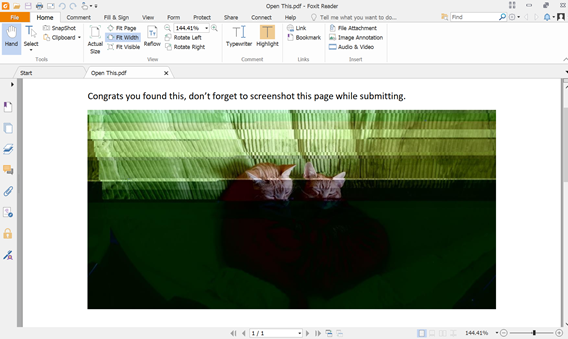 Open This.pdf - Foxit Reader
File Home Comment Fill & Sign View Form Protect Share Connect Help Extras Tell me what you want to do... Find
Hand Select SnapShot Clipboard Actual Size Fit Page Fit Width Fit Visible Reflow 144.41% Rotate Left Rotate Right Typewriter Highlight Link Bookmark File Attachment Image Annotation Audio & Video
Tools View Comment Links Insert
Start Open This.pdf
Congrats you found this, don't forget to screenshot this page while submitting.
1 / 1 144.41%